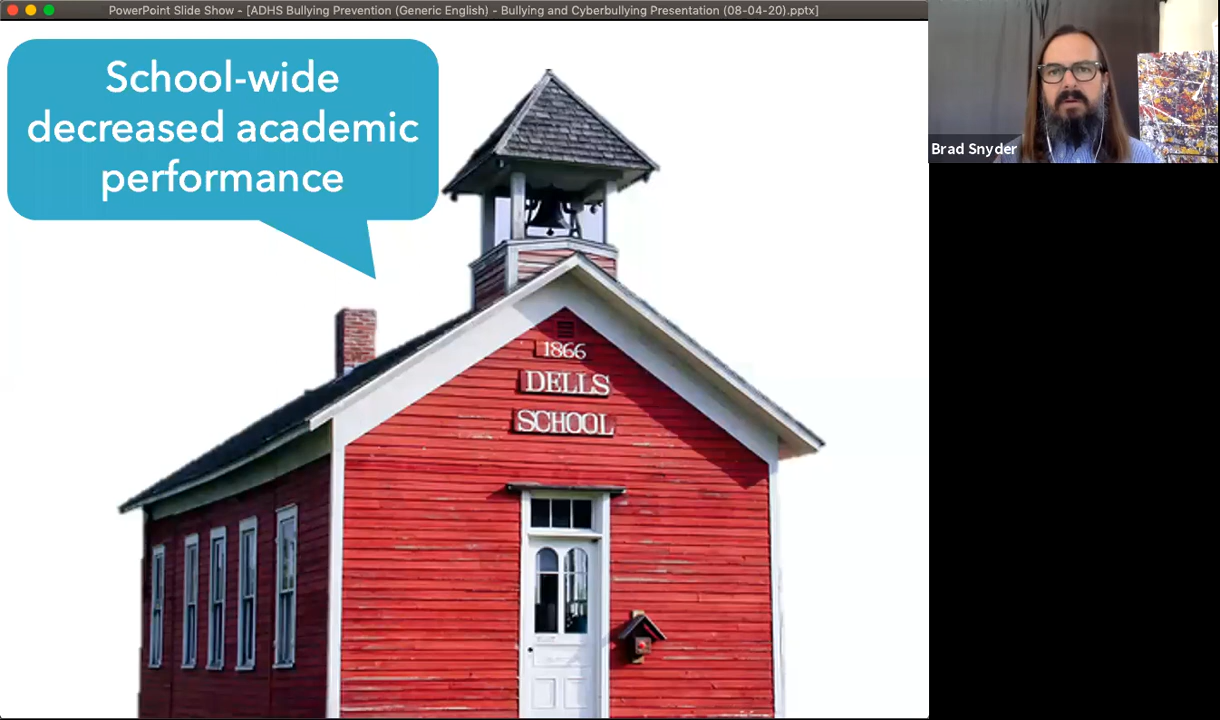 PowerPoint Slide Show - [ADHS Bullying Prevention (Generic English) - Bullying and Cyberbullying Presentation (08-04-20).pptx]
School-wide
decreased academic
performance
1866
DELLS
SCHOOL
Brad Snyder